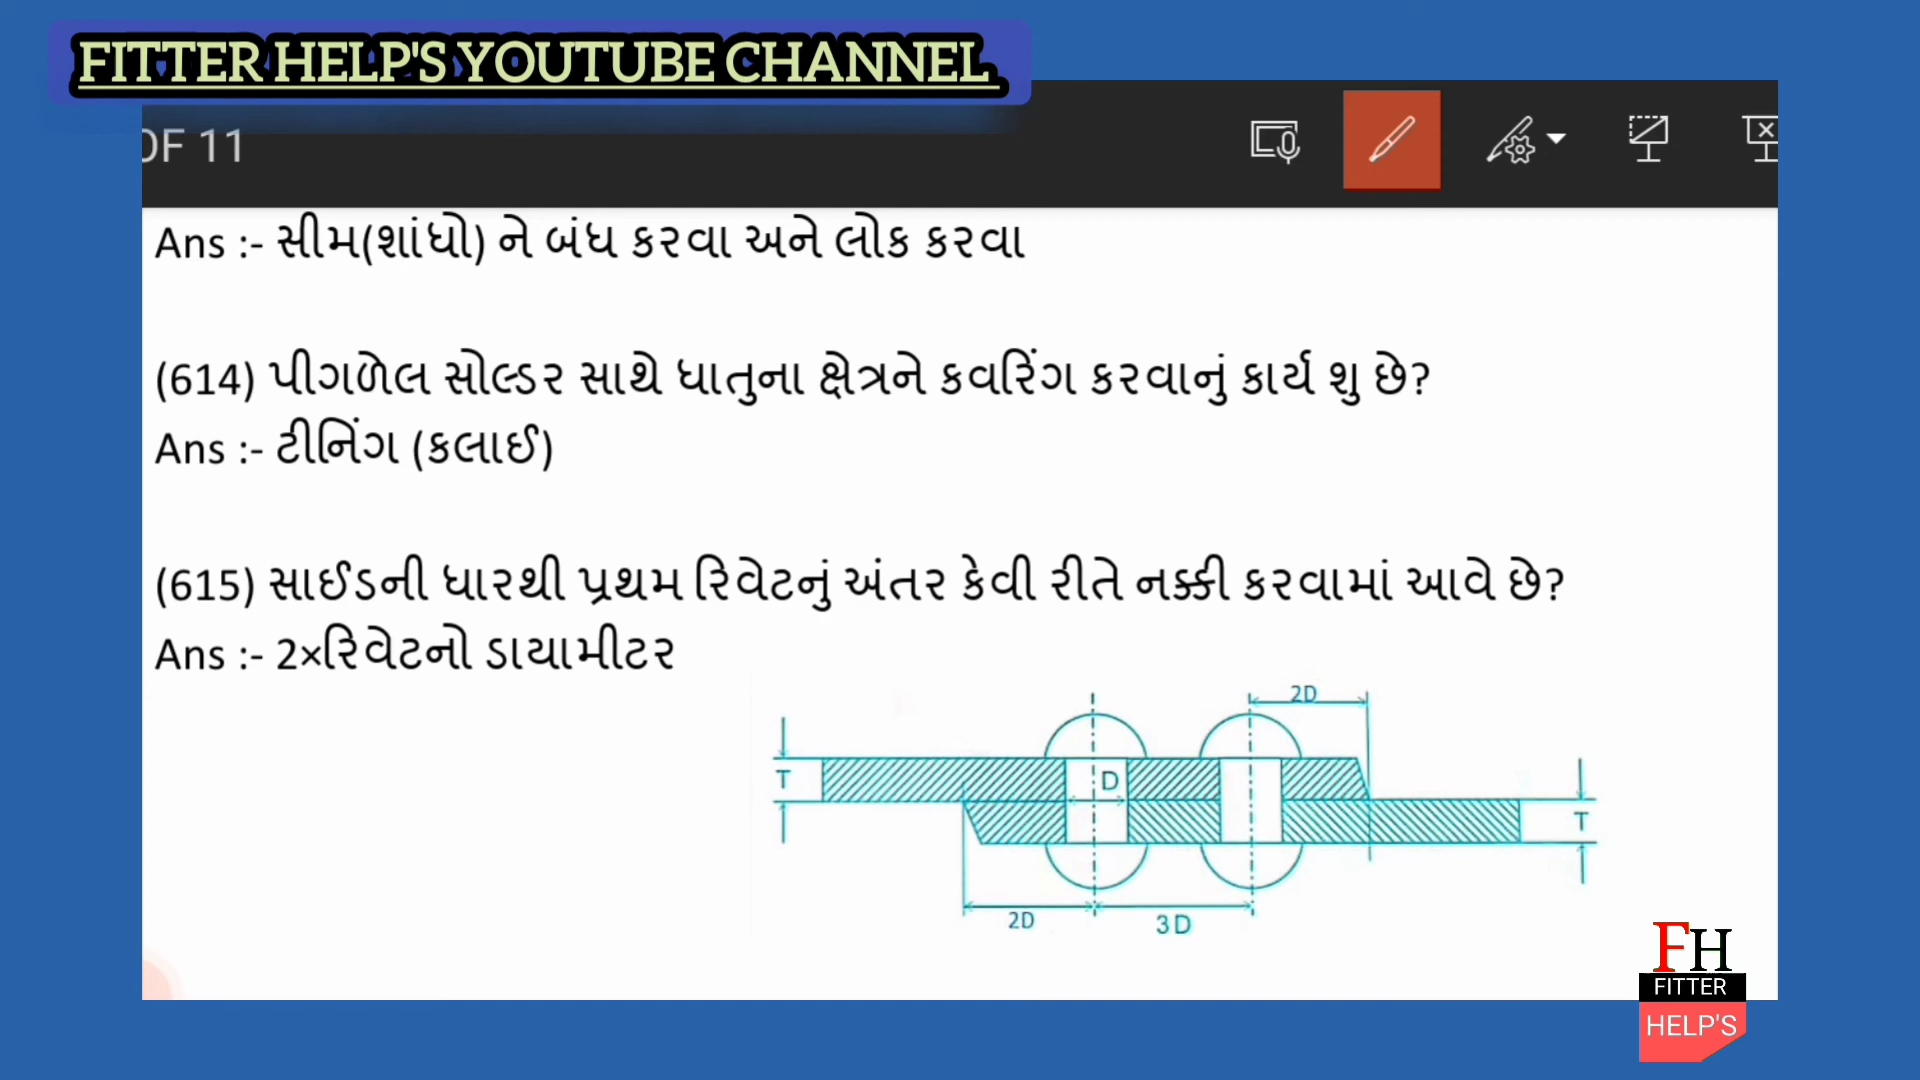 FITTER HELP'S YOUTUBE CHANNEL
OF 11
Ans :- સીમ(શાંધો) ને બંધ કરવા અને લોક કરવા
(614) પીગળેલ સોલ્ડર સાથે ધાતુના ક્ષેત્રને કવરિંગ કરવાનું કાર્ય શુ છે?
Ans :- ટીનિંગ (કલાઈ)
(615) સાઈડની ધારથી પ્રથમ રિવેટનું અંતર કેવી રીતે નક્કી કરવામાં આવે છે?
Ans :- 2×રિવેટનો ડાયામીટર
2D
T
D
T
2D
3D
FH
FITTER
HELP'S